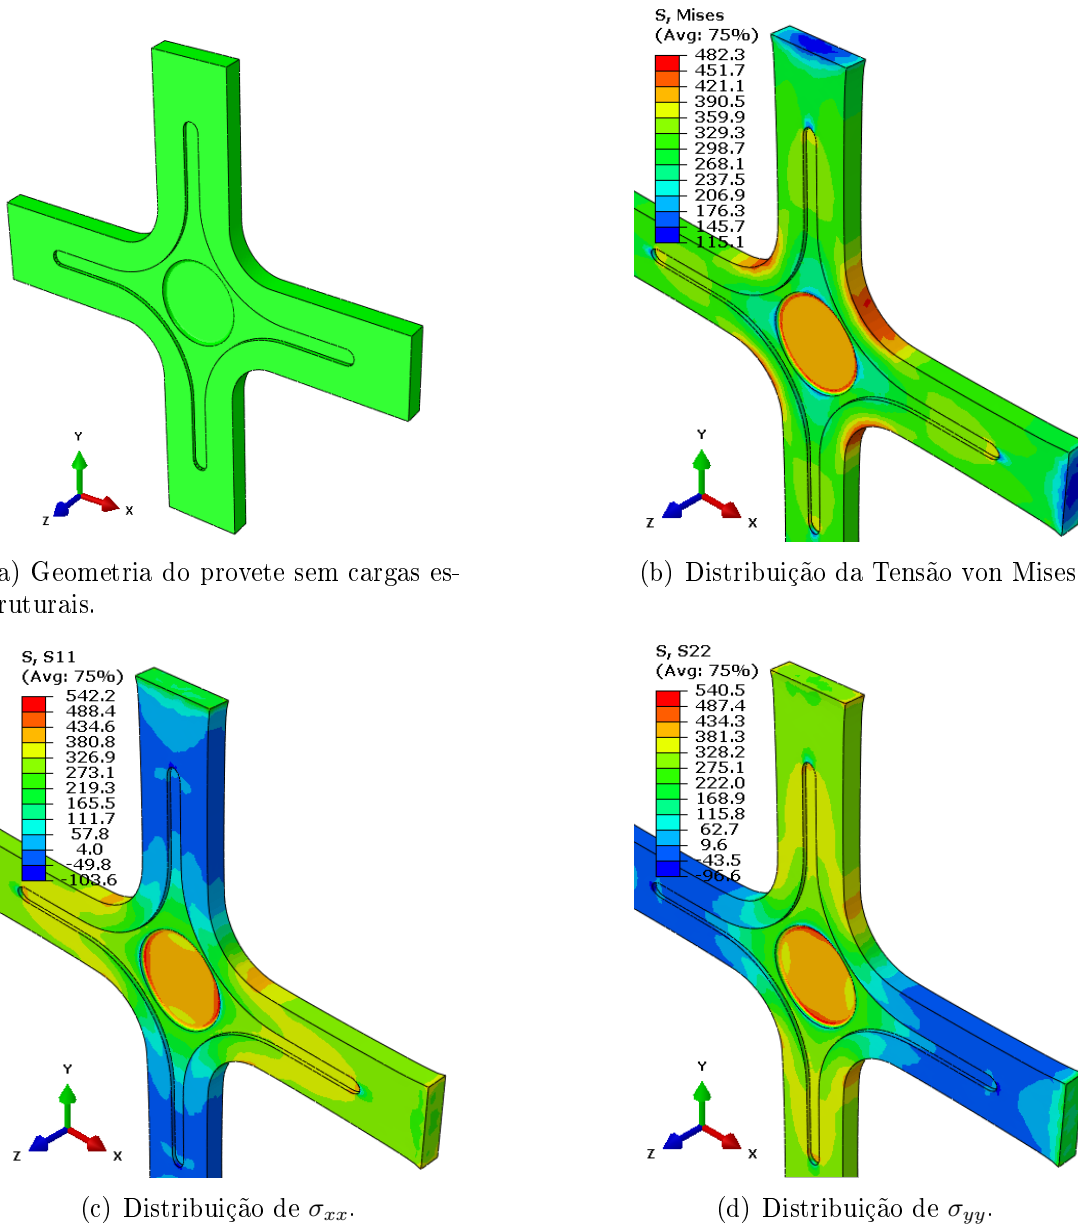 Y
Z
X
S, Mises
(Avg: 75%)
482.3
451.7
421.1
390.5
359.9
329.3
298.7
268.1
237.5
206.9
176.3
145.7
115.1
Y
Z
X
a) Geometria do provete sem cargas es-
ruturais.
(b) Distribuição da Tensão von Mises
S, S11
(Avg: 75%)
542.2
488.4
434.6
380.8
326.9
273.1
219.3
165.5
111.7
57.8
4.0
-49.8
-103.6
Y
Z
X
S, S22
(Avg: 75%)
540.5
487.4
434.3
381.3
328.2
275.1
222.0
168.9
115.8
62.7
9.6
-43.5
-96.6
Y
Z
X
(c) Distribuição de σxx.
(d) Distribuição de σyy.